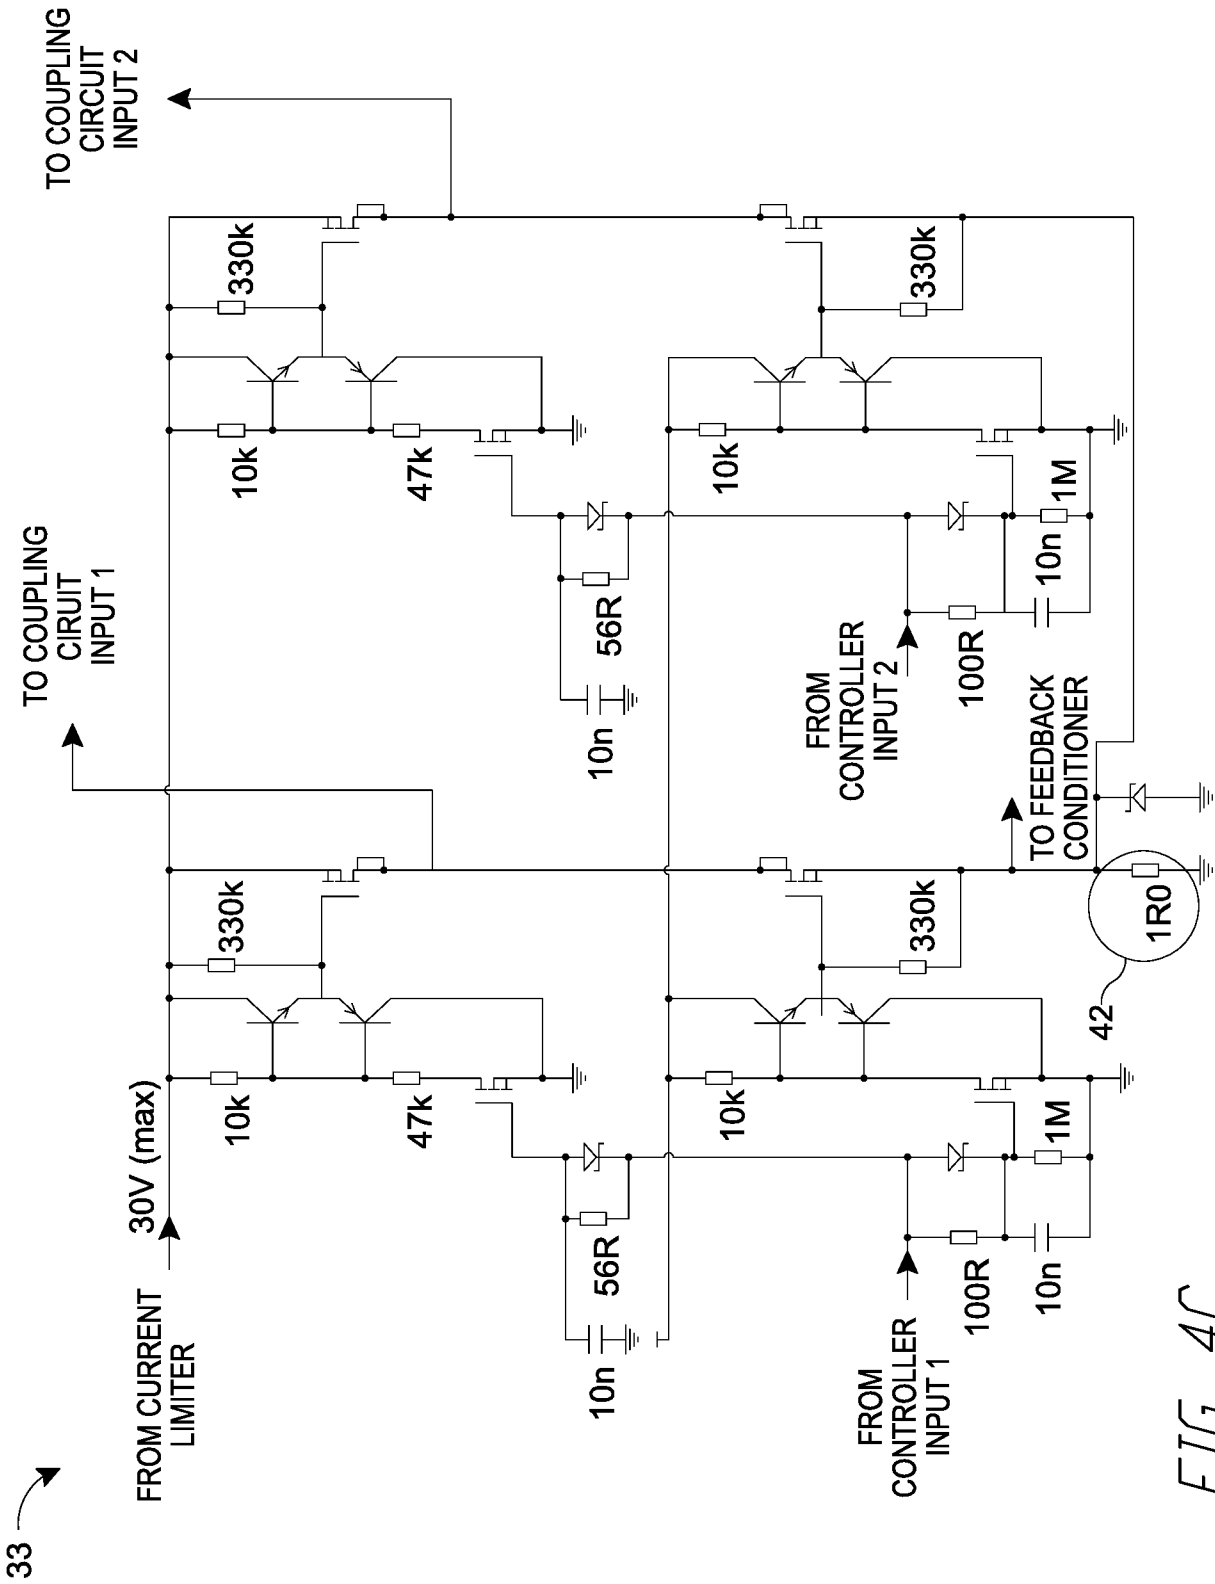 33
FROM CURRENT
LIMITER
30V (max)
TO COUPLING
CIRUIT
INPUT 1
TO COUPLING
CIRCUIT
INPUT 2
10k
330k
47k
10k
330k
47k
56R
10n
56R
10n
10k
330k
10k
330k
FROM
CONTROLLER
INPUT 1
100R
10n
1M
FROM
CONTROLLER
INPUT 2
100R
10n
1M
TO FEEDBACK
CONDITIONER
1R0
42
FIG. 4C